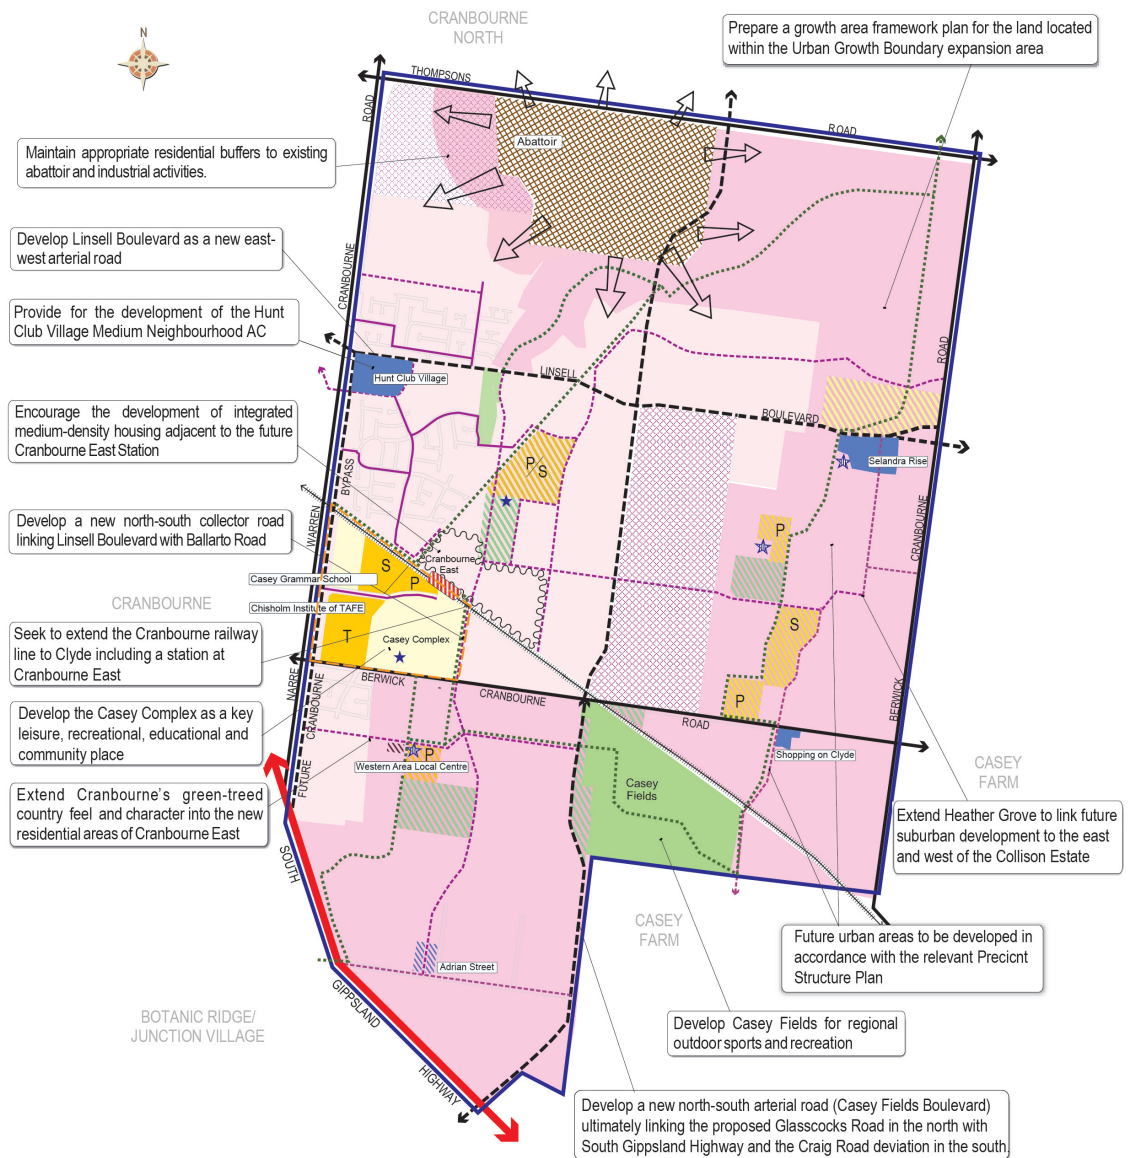 CRANBOURNE
NORTH
N
Prepare a growth area framework plan for the land located
within the Urban Growth Boundary expansion area
THOMPSONS
ROAD
ROAD
Abattoir
Maintain appropriate residential buffers to existing
abattoir and industrial activities.
Develop Linsell Boulevard as a new east-
west arterial road
CRANBOURNE
Provide for the development of the Hunt
Club Village Medium Neighbourhood AC
ROAD
LINSELL
Hunt Club Village
BOULEVARD
Encourage the development of integrated
medium-density housing adjacent to the future
Cranbourne East Station
P/S
Selandra Rise
BYPASS
Develop a new north-south collector road
linking Linsell Boulevard with Ballarto Road
WARREN
P
CRANBOURNE
Cranbourne
East
S
P
Casey Grammar School
CRANBOURNE
Chisholm Institute of TAFE
T
Casey Complex
S
Seek to extend the Cranbourne railway
line to Clyde including a station at
Cranbourne East
NARRE
BERWICK
CRANBOURNE
ROAD
P
BERWICK
Develop the Casey Complex as a key
leisure, recreational, educational and
community place
CRANBOURNE
FUTURE
P
Western Area Local Centre
Shopping on Clyde
CASEY
FARM
Casey
Fields
Extend Cranbourne's green-treed
country feel and character into the new
residential areas of Cranbourne East
Extend Heather Grove to link future
suburban development to the east
and west of the Collison Estate
SOUTH
CASEY
FARM
Future urban areas to be developed in
accordance with the relevant Precicnt
Structure Plan
Adrian Street
GIPPSLAND
BOTANIC RIDGE/
JUNCTION VILLAGE
Develop Casey Fields for regional
outdoor sports and recreation
HIGHWAY
Develop a new north-south arterial road (Casey Fields Boulevard)
ultimately linking the proposed Glasscocks Road in the north with
South Gippsland Highway and the Craig Road deviation in the south.